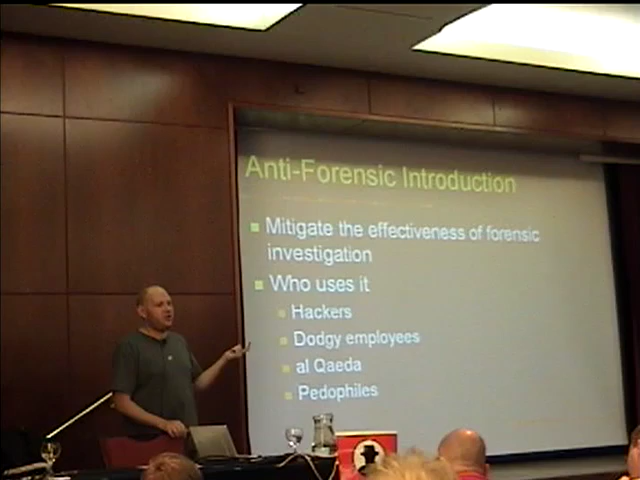 Anti-Forensic Introduction
Mitigate the effectiveness of forensic
investigation
Who uses it
Hackers
Dodgy employees
al Qaeda
Pedophiles